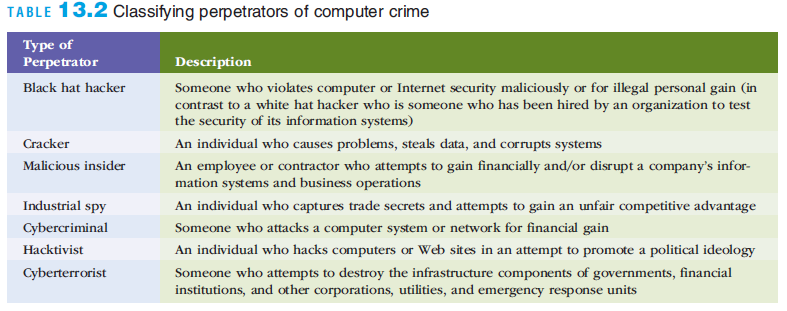 TABLE 13.2 Classifying perpetrators of computer crime
Type of
Perpetrator Description
Black hat hacker Someone who violates computer or Internet security maliciously or for illegal personal gain (in
contrast to a white hat hacker who is someone who has been hired by an organization to test
the security of its information systems)
Cracker An individual who causes problems, steals data, and corrupts systems
Malicious insider An employee or contractor who attempts to gain financially and/or disrupt a company's infor-
mation systems and business operations
Industrial spy An individual who captures trade secrets and attempts to gain an unfair competitive advantage
Cybercriminal Someone who attacks a computer system or network for financial gain
Hacktivist An individual who hacks computers or Web sites in an attempt to promote a political ideology
Cyberterrorist Someone who attempts to destroy the infrastructure components of governments, financial
institutions, and other corporations, utilities, and emergency response units